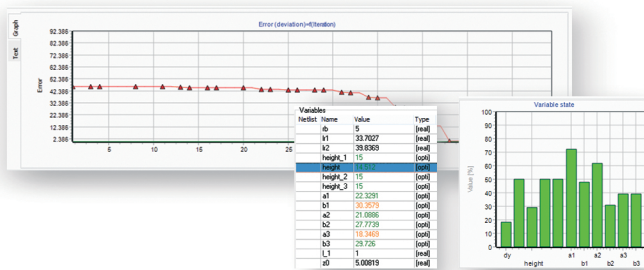 Graph
Text
Error (deviation)=f(Iteration)
Error
92.386
82.386
72.386
62.386
52.386
42.386
32.386
22.386
12.386
2.386
5
10
15
20
25
Variables
Netlist Name Value Type
rb 5 [real]
lr1 33.7027 [real]
lr2 39.8369 [real]
height_1 15 [opti]
height [opti]
height_2 15 [opti]
height_3 15 [opti]
a1 22.3291 [opti]
b1 30.3579 [opti]
a2 21.0886 [opti]
b2 27.7739 [opti]
a3 18.3469 [opti]
b3 29.726 [opti]
l_1 1 [real]
z0 5.00819 [real]
Variable state
Value [%]
100
90
80
70
60
50
40
30
20
10
0
dy a1 a2 a3
height b1 b2 b3